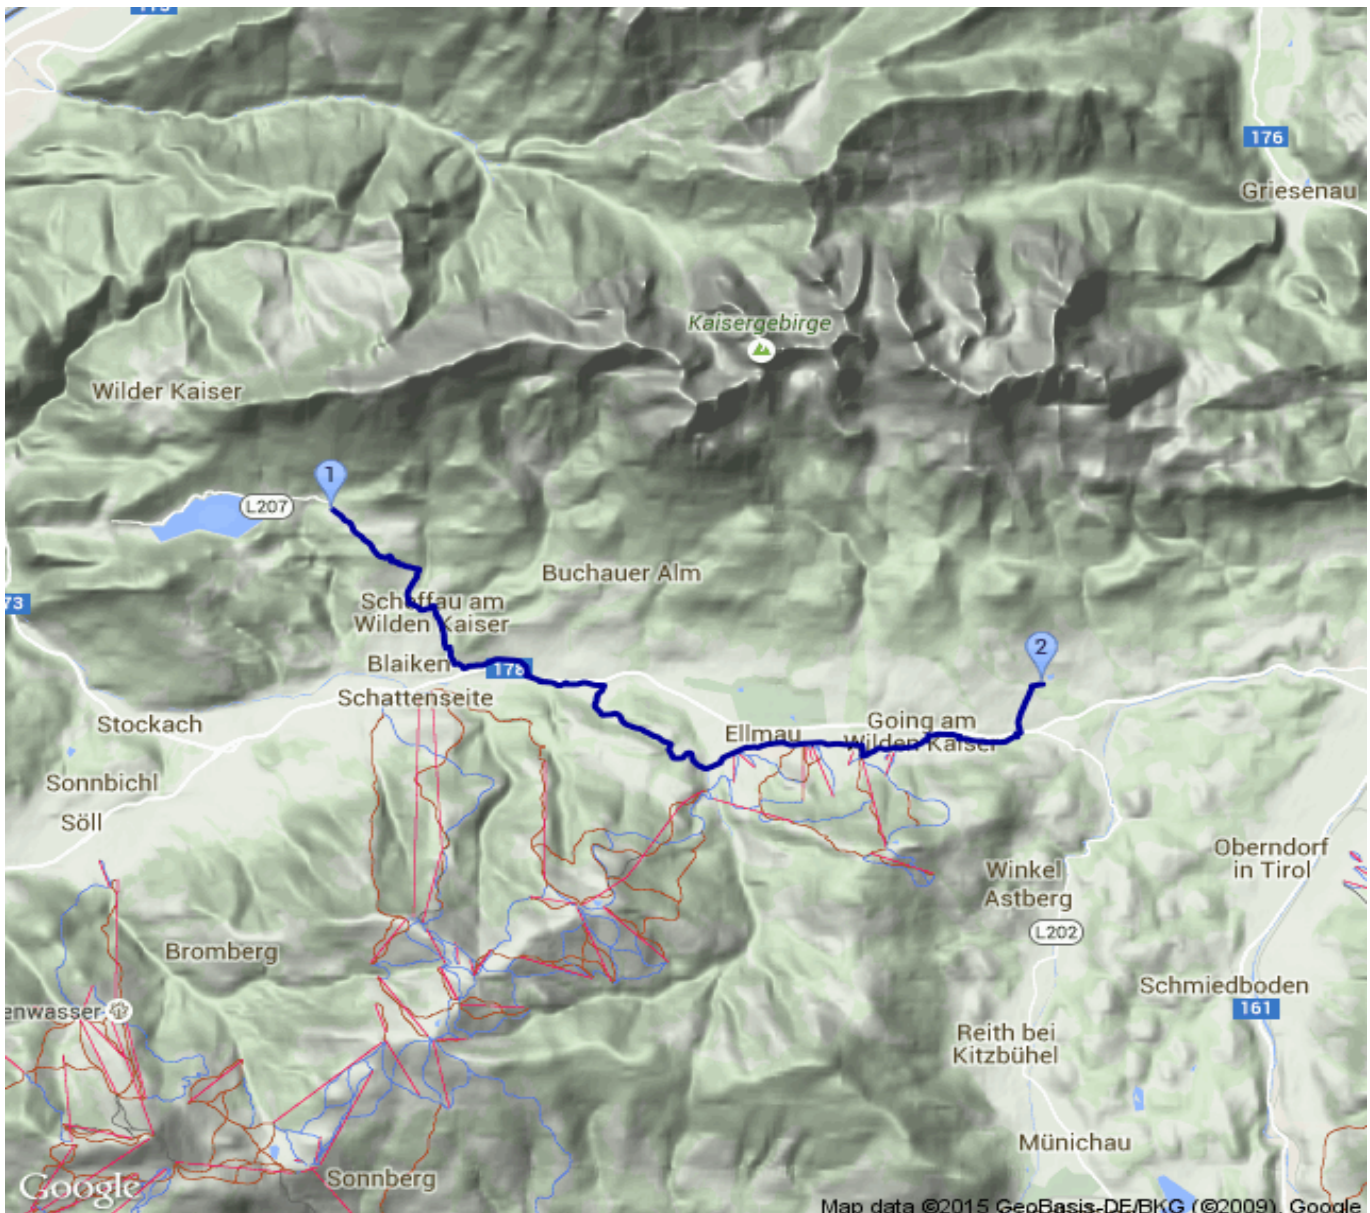 176
Griesenau
Kaisergebirge
Wilder Kaiser
1
L207
Buchauer Alm
73
Scheffau am
Wilden Kaiser
2
Blaiken
178
Schattenseite
Stockach
Going am
Wilden Kaiser
Ellmau
Sonnbichl
Söll
Oberndorf
in Tirol
Winkel
Astberg
L202
Bromberg
Schmiedboden
161
enwasser
Reith bei
Kitzbühel
Münichau
Sonnberg
Google
Map data ©2015 GeoBasis-DE/BKG (©2009), Google